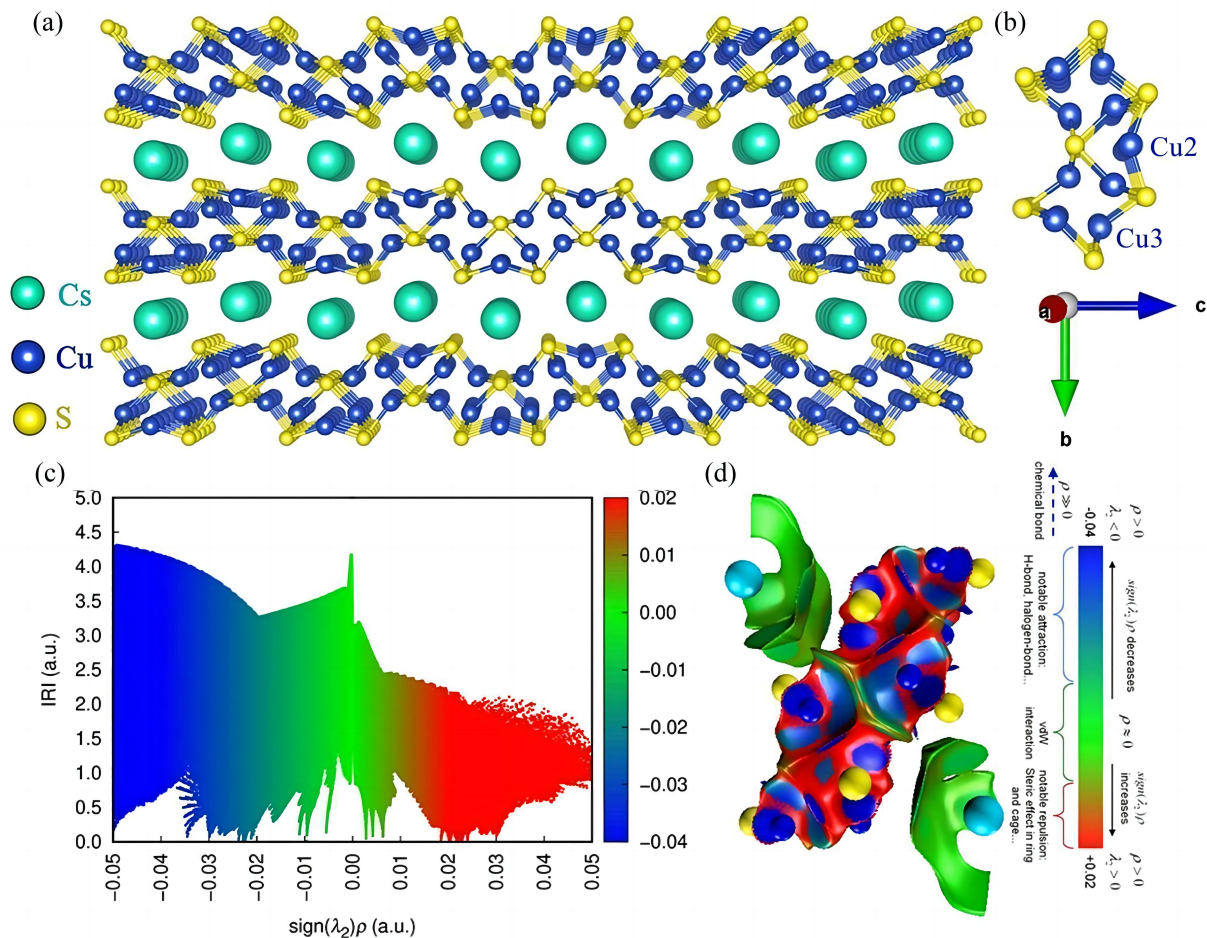 (a)
(b)
Cu2
Cu3
Cs
Cu
S
a
c
b
(c)
IRI (a.u.)
5.0
4.5
4.0
3.5
3.0
2.5
2.0
1.5
1.0
0.5
0.0
−0.05
−0.04
−0.03
−0.02
−0.01
0.00
0.01
0.02
0.03
0.04
0.05
sign(λ₂)ρ (a.u.)
0.02
0.01
0.00
−0.01
−0.02
−0.03
−0.04
(d)
ρ>0
λ₂<0
-0.04
ρ≫0
chemical bond
sign(λ₂)ρ decreases
notable attraction:
H-bond, halogen-bond...
ρ≈0
vdW
interaction
sign(λ₂)ρ
increases
notable repulsion:
Steric effect in ring
and cage...
ρ>0
λ₂>0
+0.02